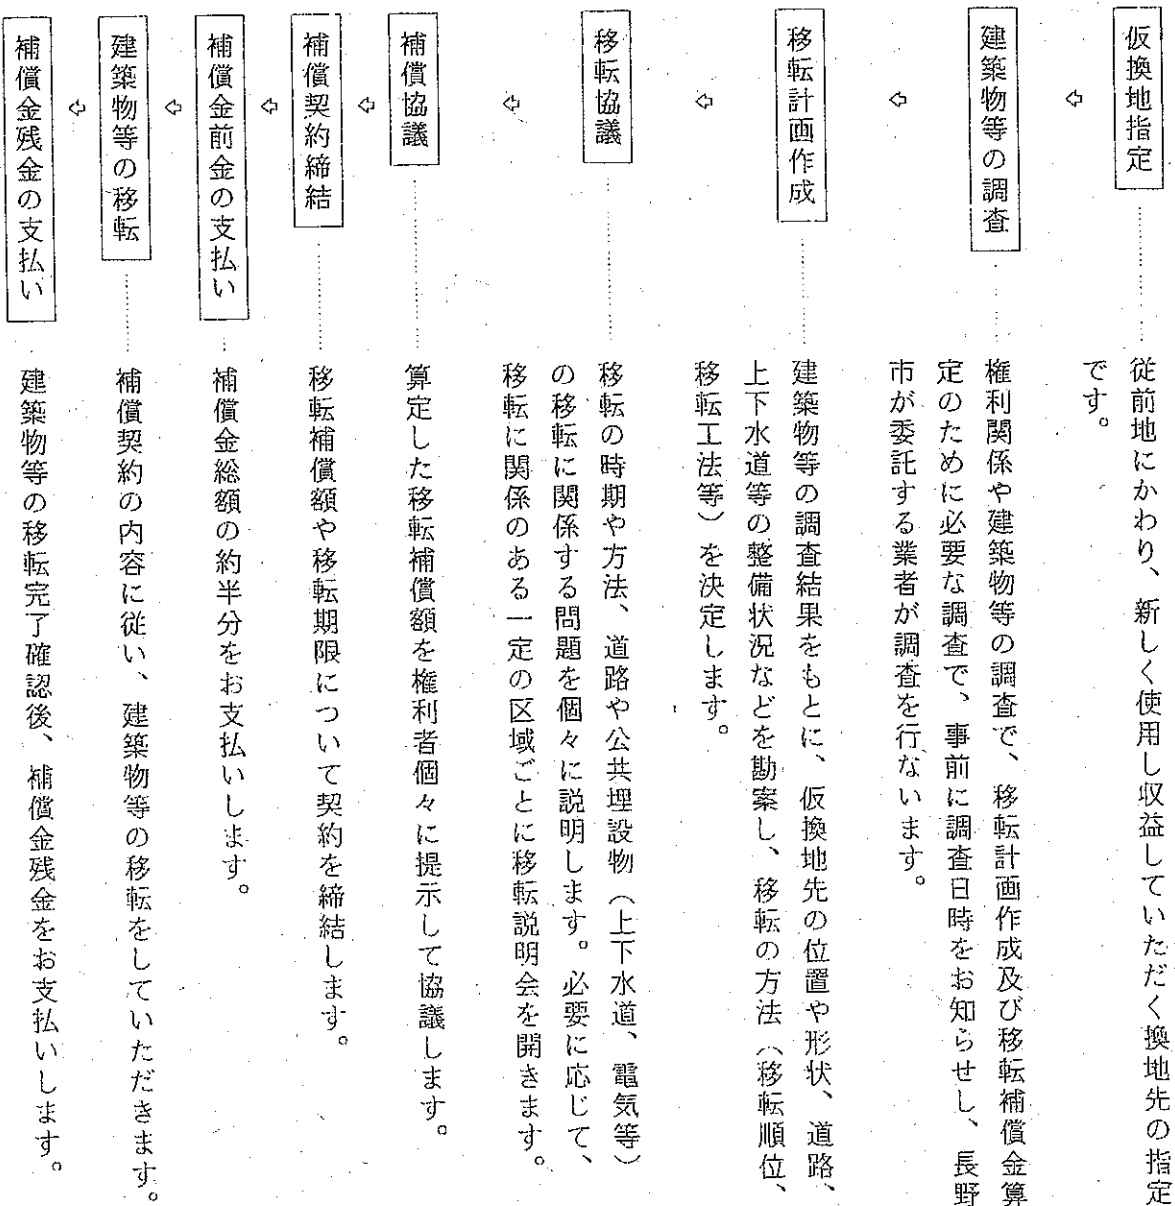 仮換地指定
従前地にかわり、新しく使用し収益していただく換地先の指定
です。
建築物等の調査
権利関係や建築物等の調査で、移転計画作成及び移転補償金算
定のために必要な調査で、事前に調査日時をお知らせし、長野
市が委託する業者が調査を行ないます。
移転計画作成
建築物等の調査結果をもとに、仮換地先の位置や形状、道路、
上下水道等の整備状況などを勘案し、移転の方法（移転順位、
移転工法等）を決定します。
移転協議
移転の時期や方法、道路や公共埋設物（上下水道、電気等）
の移転に関係する問題を個々に説明します。必要に応じて、
移転に関係のある一定の区域ごとに移転説明会を開きます。
補償協議
算定した移転補償額を権利者個々に提示して協議します。
補償契約締結
移転補償額や移転期限について契約を締結します。
補償金前金の支払い
補償金総額の約半分をお支払いします。
建築物等の移転
補償契約の内容に従い、建築物等の移転をしていただきます。
補償金残金の支払い
建築物等の移転完了確認後、補償金残金をお支払いします。